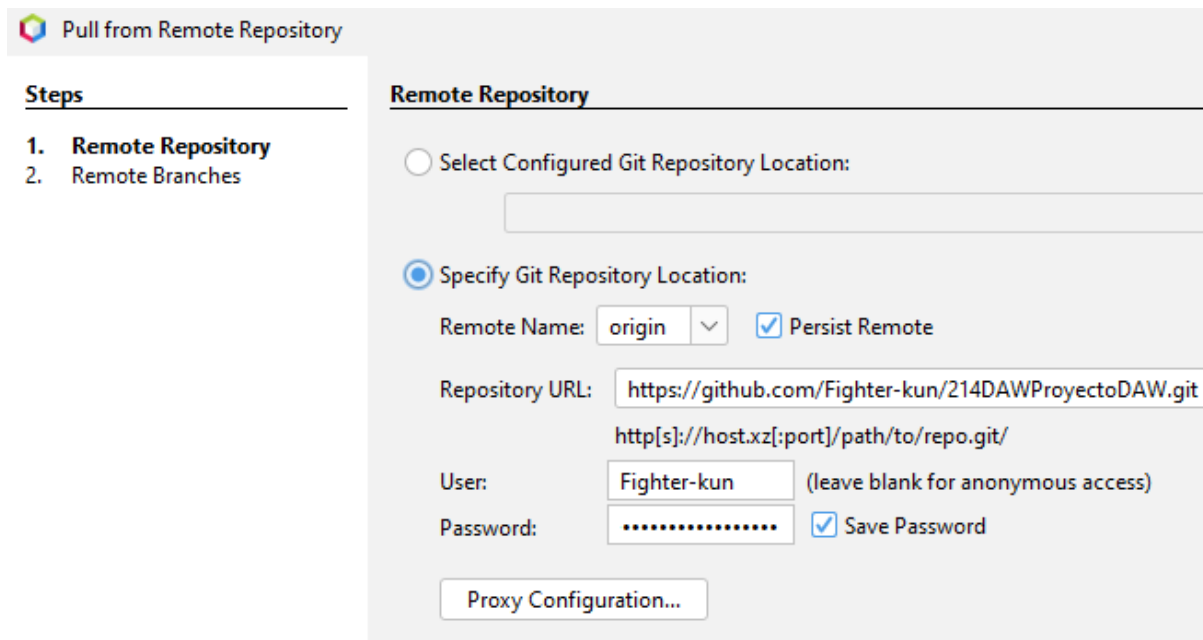 Pull from Remote Repository
Steps
1. Remote Repository
2. Remote Branches
Remote Repository
Select Configured Git Repository Location:
Specify Git Repository Location:
Remote Name: origin Persist Remote
Repository URL: https://github.com/Fighter-kun/214DAWProyectoDAW.git
http[s]://host.xz[:port]/path/to/repo.git/
User: Fighter-kun (leave blank for anonymous access)
Password: ••••••••••••••••• Save Password
Proxy Configuration...